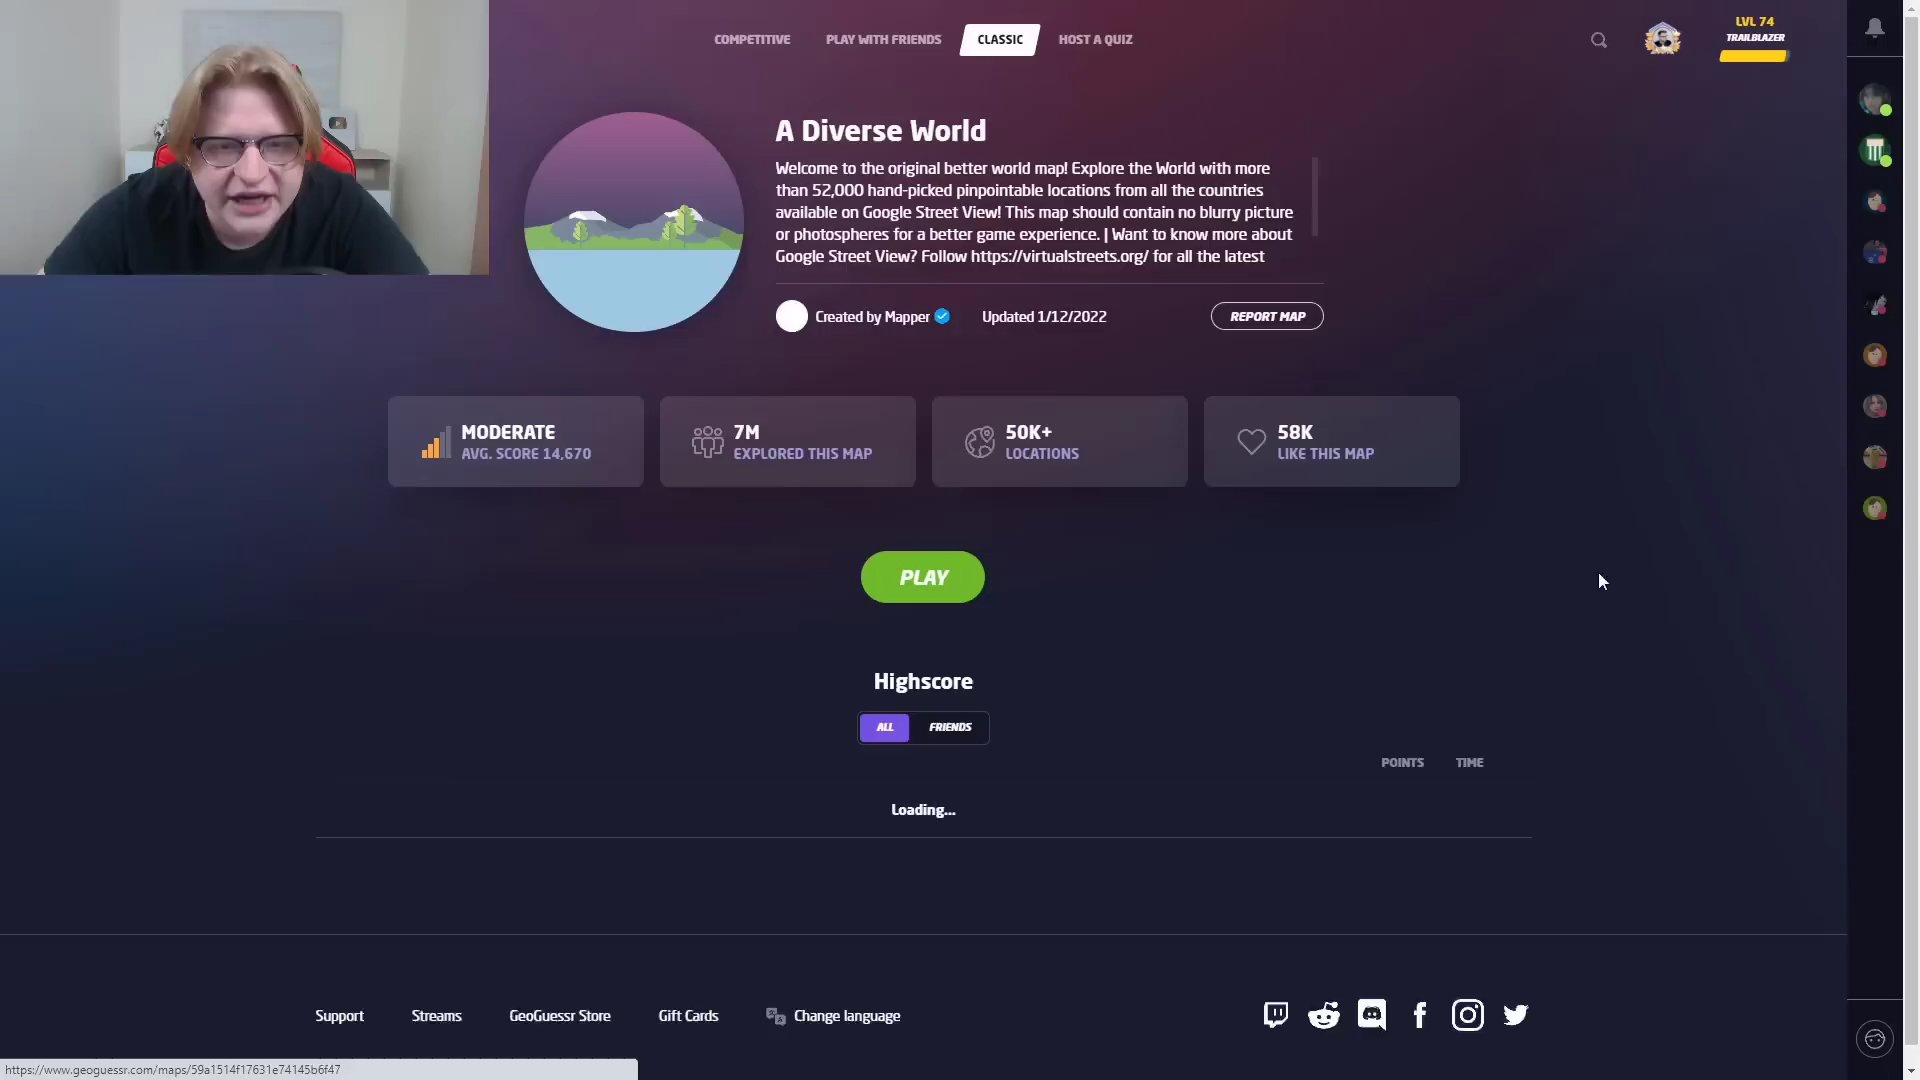 COMPETITIVE
PLAY WITH FRIENDS
CLASSIC
HOST A QUIZ
LVL 74
TRAILBLAZER
A Diverse World
Welcome to the original better world map! Explore the World with more
than 52,000 hand-picked pinpointable locations from all the countries
available on Google Street View! This map should contain no blurry picture
or photospheres for a better game experience. | Want to know more about
Google Street View? Follow https://virtualstreets.org/ for all the latest
Created by Mapper
Updated 1/12/2022
REPORT MAP
MODERATE
AVG. SCORE 14,670
7M
EXPLORED THIS MAP
50K+
LOCATIONS
58K
LIKE THIS MAP
PLAY
Highscore
ALL
FRIENDS
POINTS
TIME
Loading...
Support
Streams
GeoGuessr Store
Gift Cards
Change language
https://www.geoguessr.com/maps/59a1514f17631e74145b6f47